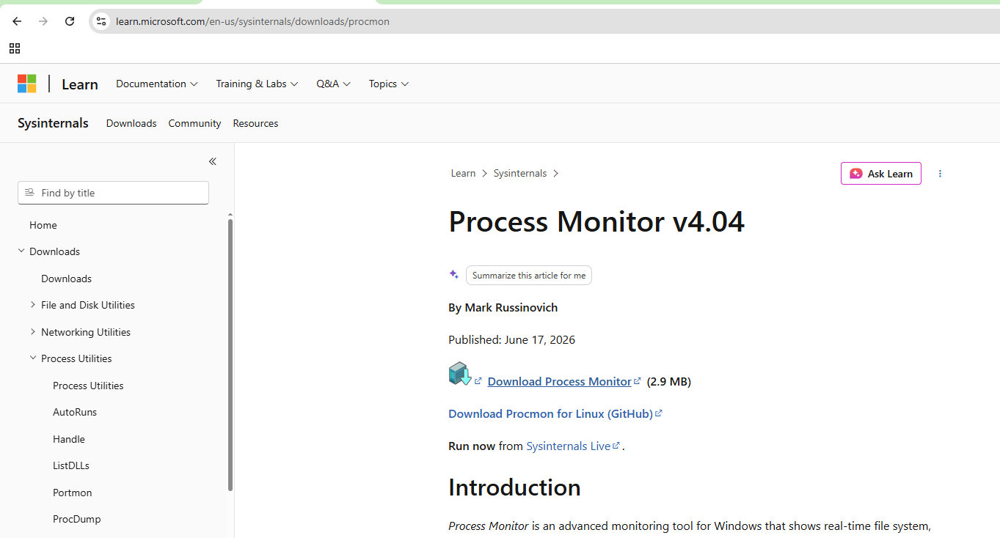 learn.microsoft.com/en-us/sysinternals/downloads/procmon
Learn Documentation Training & Labs Q&A Topics
Sysinternals Downloads Community Resources
Find by title
Home
Downloads
Downloads
File and Disk Utilities
Networking Utilities
Process Utilities
Process Utilities
AutoRuns
Handle
ListDLLs
Portmon
ProcDump
Learn Sysinternals
Ask Learn
Process Monitor v4.04
Summarize this article for me
By Mark Russinovich
Published: June 17, 2026
Download Process Monitor (2.9 MB)
Download Procmon for Linux (GitHub)
Run now from Sysinternals Live .
Introduction
Process Monitor is an advanced monitoring tool for Windows that shows real-time file system,